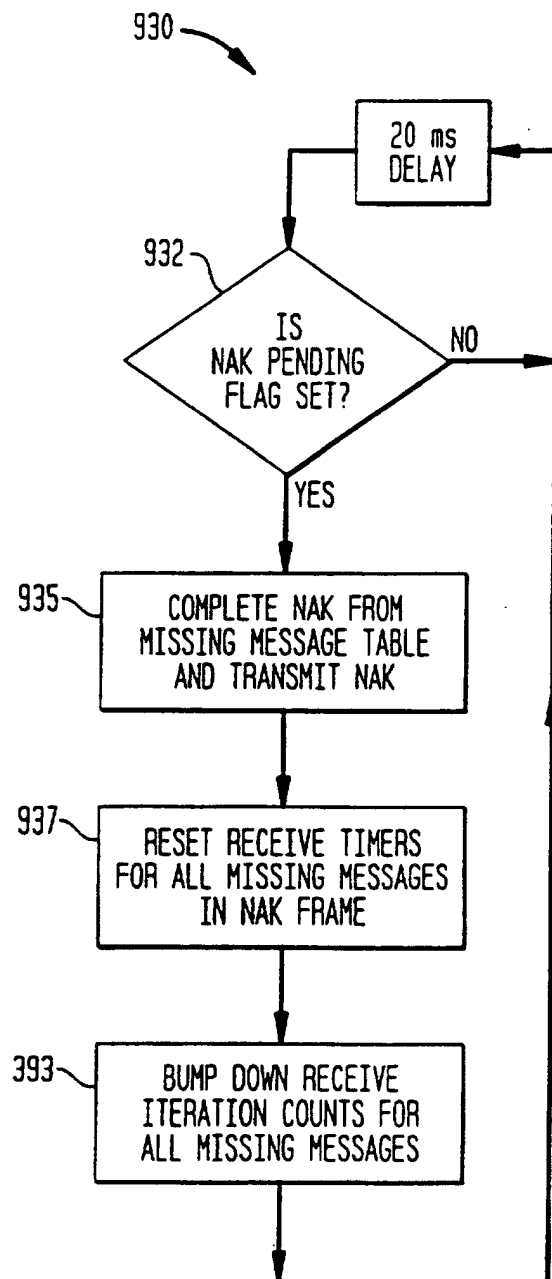 930
20 ms
DELAY
932
IS
NAK PENDING
FLAG SET?
NO
YES
935
COMPLETE NAK FROM
MISSING MESSAGE TABLE
AND TRANSMIT NAK
937
RESET RECEIVE TIMERS
FOR ALL MISSING MESSAGES
IN NAK FRAME
393
BUMP DOWN RECEIVE
ITERATION COUNTS FOR
ALL MISSING MESSAGES